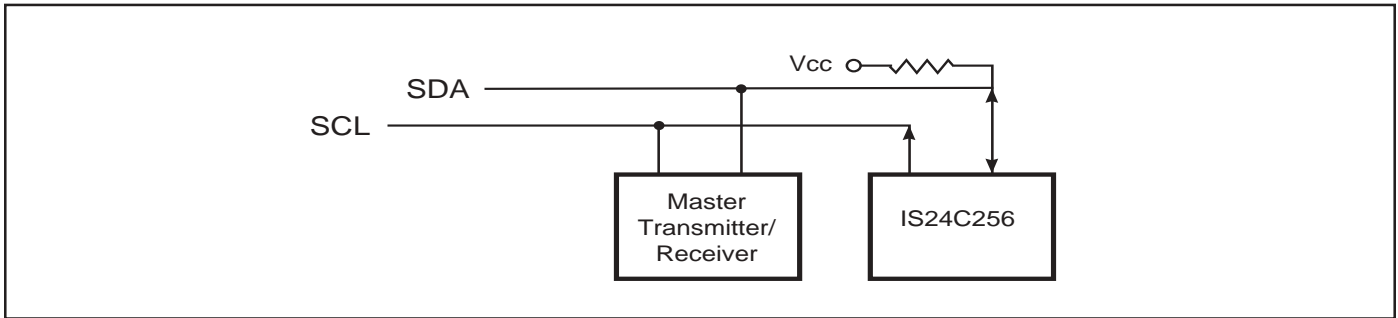 Vcc
SDA
SCL
Master
Transmitter/
Receiver
IS24C256